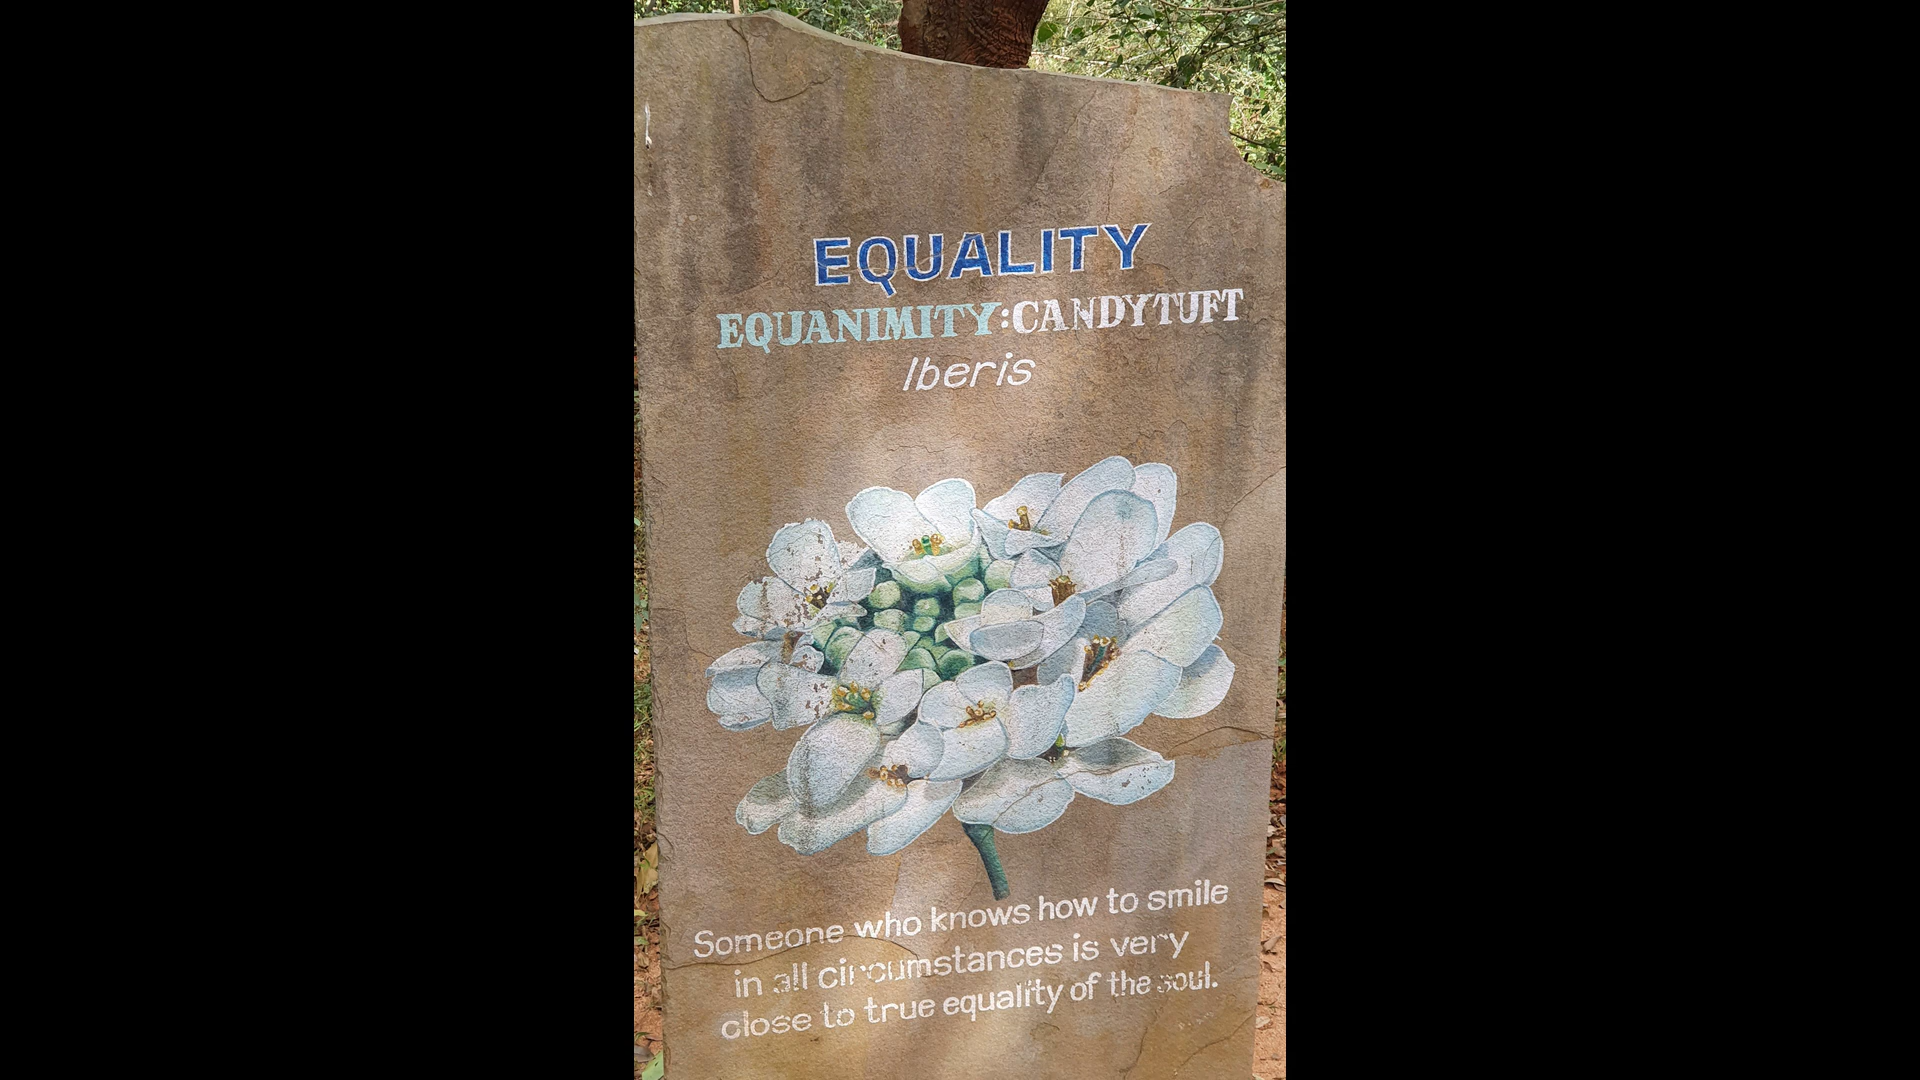 EQUALITY
EQUANIMITY:CANDYTUFT
Iberis
Someone who knows how to smile
in all circumstances is very
close to true equality of the soul.